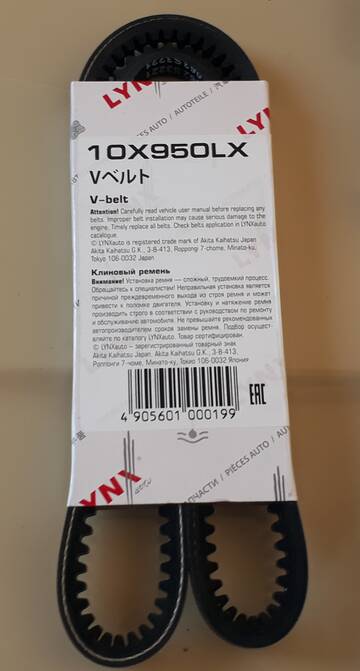 LYNX
ESS AUTO / AUTOTEILE /
LYNX
10X950LX
Vベルト
V-belt
Attention! Carefully read vehicle user manual before replacing any
belts. Improper belt installation may cause serious damage to the
engine. Timely replace all belts. Check belts application in LYNXauto
catalogue.
© LYNXauto is registered trade mark of Akita Kaihatsu Japan
Akita Kaihatsu G.K., 3-8-413, Roppong 7-chome, Minato-ku,
Tokyo 106-0032 Japan.
Клиновый ремень
Внимание! Установка ремня — сложный, трудоемкий процесс.
Обращайтесь к специалистам! Неправильная установка является
причиной преждевременного выхода из строя ремня и может
привести к поломке двигателя. Установку и натяжение ремня
производить строго в соответствии с руководством по ремонту
и обслуживанию автомобиля. Не превышайте рекомендованных
автопроизводителем сроков замены ремня. Подбор осущест-
вляйте по каталогу LYNXauto. Товар сертифицирован.
© LYNXauto — зарегистрированный товарный знак
Akita Kaihatsu Japan. Akita Kaihatsu G.K.; 3-8-413,
Роппонги 7-чоме, Минато-ку, Токио 106-0032 Япония
4 905601 000199
EAC
LYNX
ПЧАСТИ / PIÈCES AUTO /